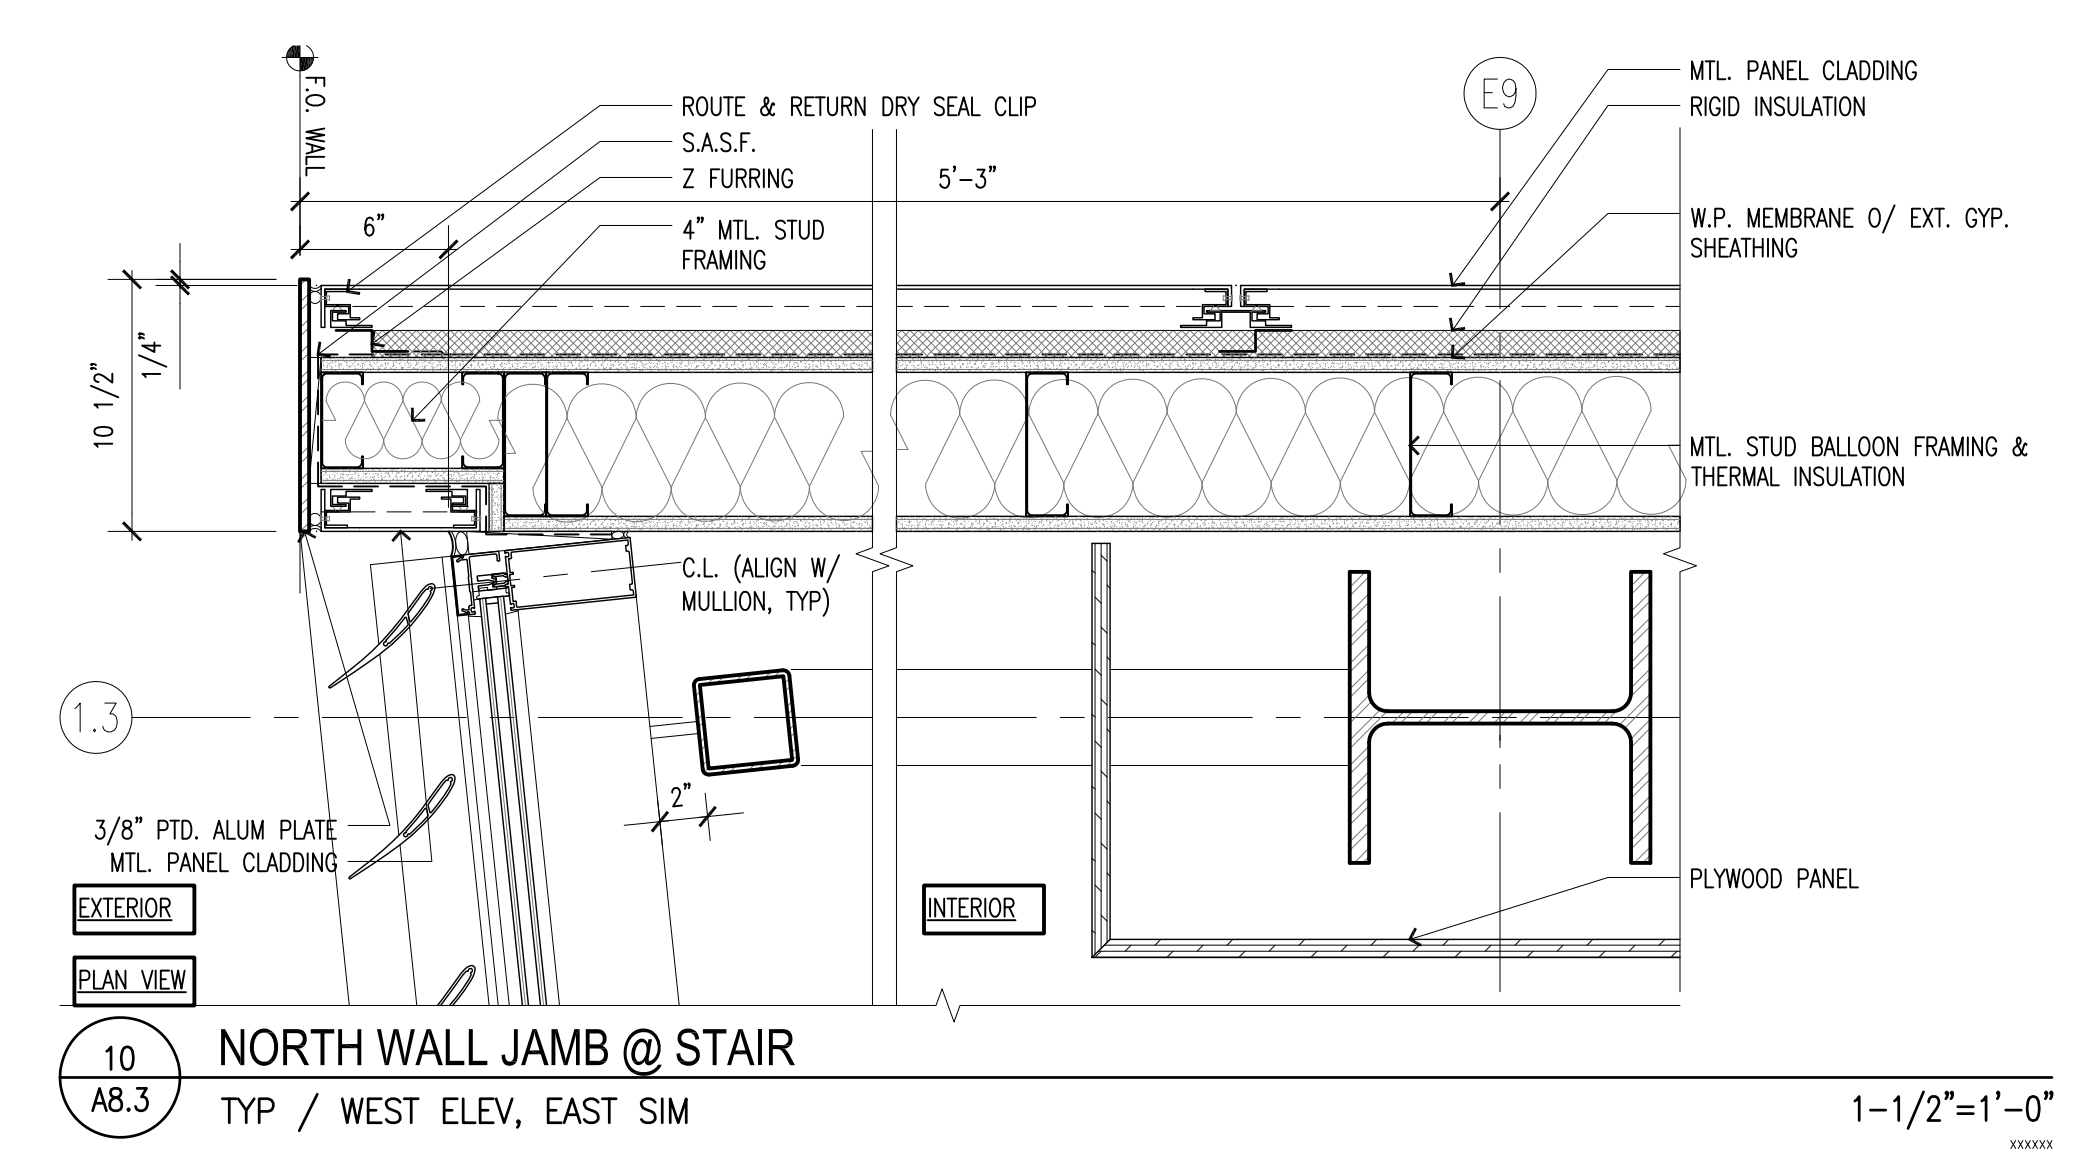 F.O. WALL
ROUTE & RETURN DRY SEAL CLIP
S.A.S.F.
Z FURRING
4" MTL. STUD
FRAMING
5'-3"
6"
E9
MTL. PANEL CLADDING
RIGID INSULATION
W.P. MEMBRANE O/ EXT. GYP.
SHEATHING
10 1/2"
1/4"
MTL. STUD BALLOON FRAMING &
THERMAL INSULATION
C.L. (ALIGN W/
MULLION, TYP)
1.3
2"
3/8" PTD. ALUM PLATE
MTL. PANEL CLADDING
PLYWOOD PANEL
EXTERIOR
INTERIOR
PLAN VIEW
10
A8.3
NORTH WALL JAMB @ STAIR
TYP / WEST ELEV, EAST SIM
1-1/2"=1'-0"
XXXXXX